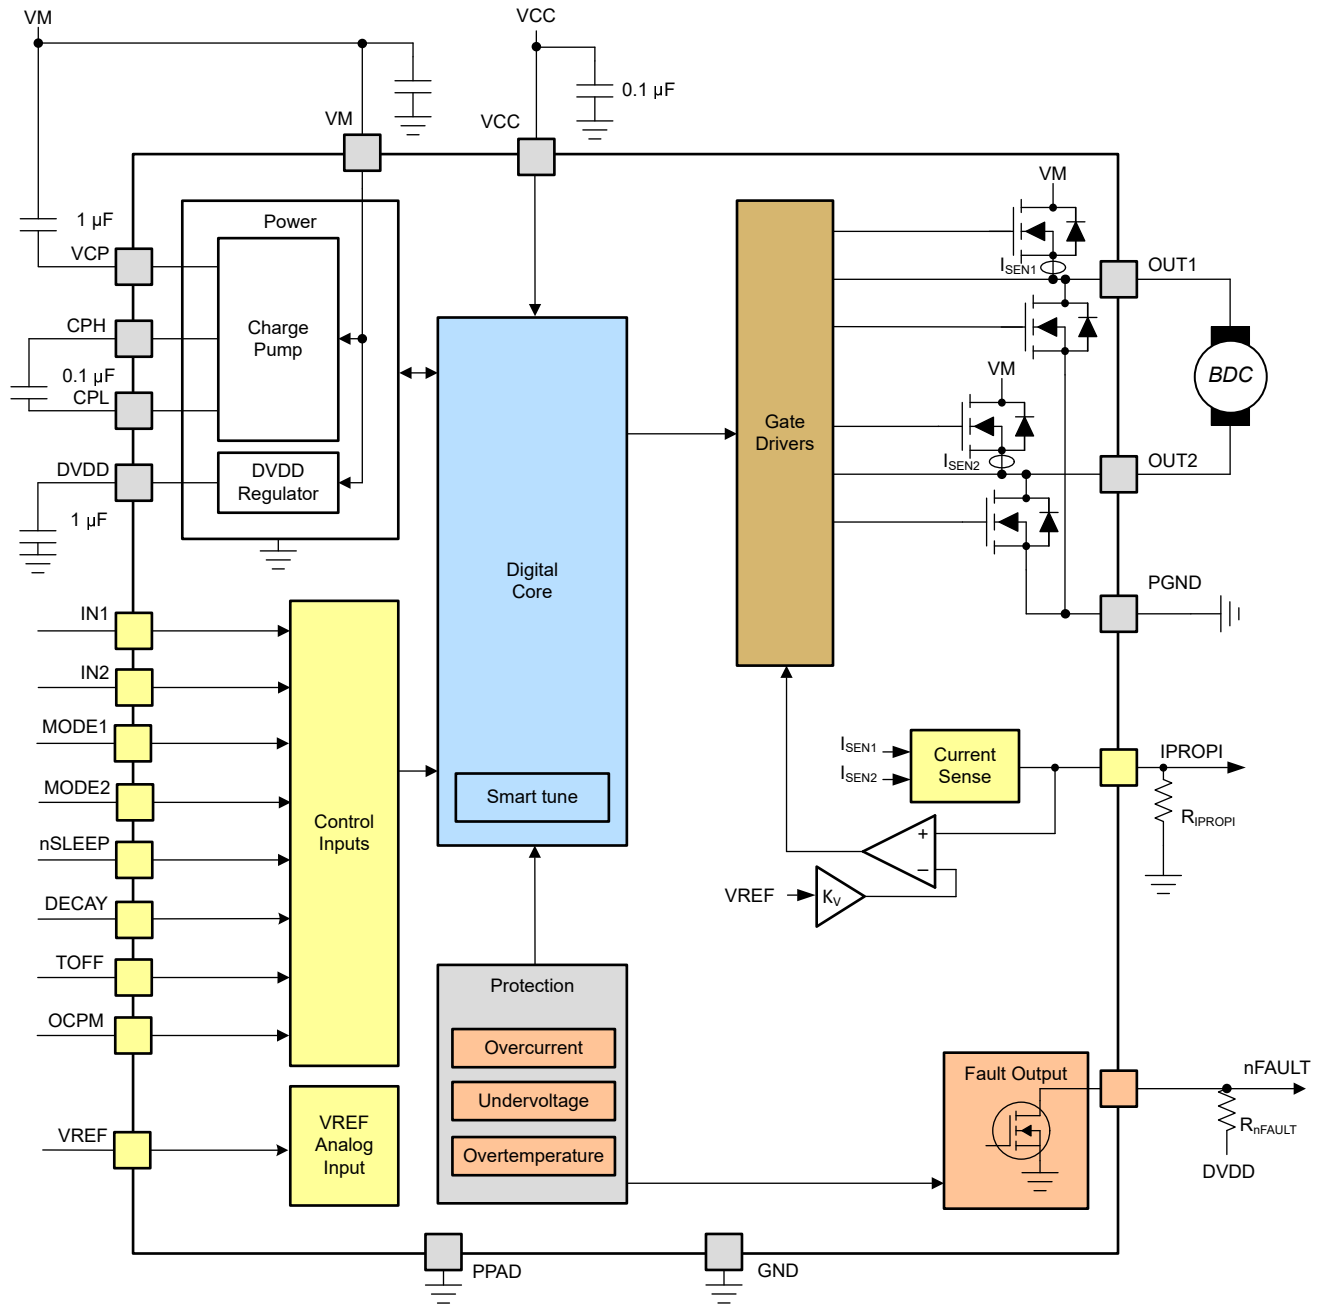 VM
VCC
0.1 µF
VM
VCC
1 µF
Power
VCP
Charge
Pump
CPH
0.1 µF
CPL
DVDD
DVDD
Regulator
1 µF
IN1
IN2
MODE1
MODE2
nSLEEP
DECAY
TOFF
OCPM
VREF
Control
Inputs
VREF
Analog
Input
Digital
Core
Smart tune
Protection
Overcurrent
Undervoltage
Overtemperature
Gate
Drivers
VM
ISEN1
OUT1
BDC
VM
ISEN2
OUT2
PGND
ISEN1
ISEN2
Current
Sense
IPROPI
RIPROPI
+
−
VREF
KV
Fault Output
nFAULT
RnFAULT
DVDD
PPAD
GND